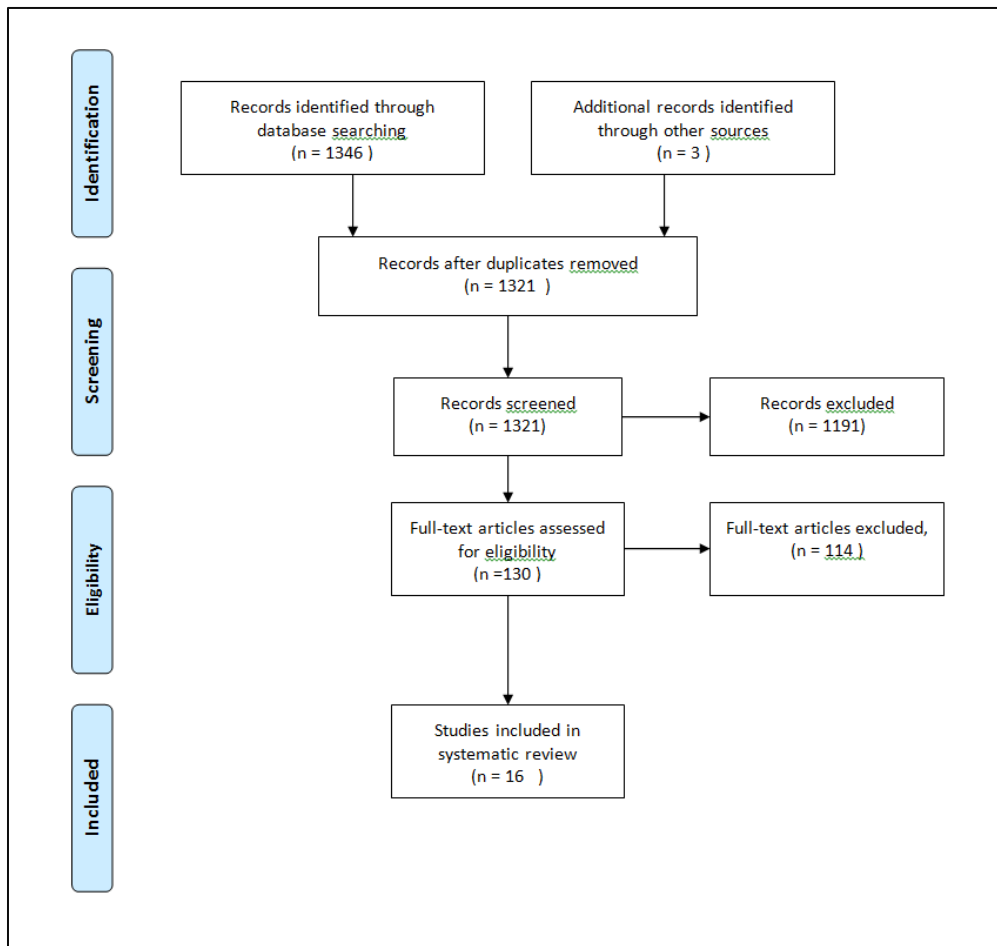 Identification
Records identified through
database searching
(n = 1346 )
Additional records identified
through other sources
(n = 3 )
Records after duplicates removed
(n = 1321 )
Screening
Records screened
(n = 1321)
Records excluded
(n = 1191)
Eligibility
Full-text articles assessed
for eligibility
(n =130 )
Full-text articles excluded,
(n = 114 )
Included
Studies included in
systematic review
(n = 16 )